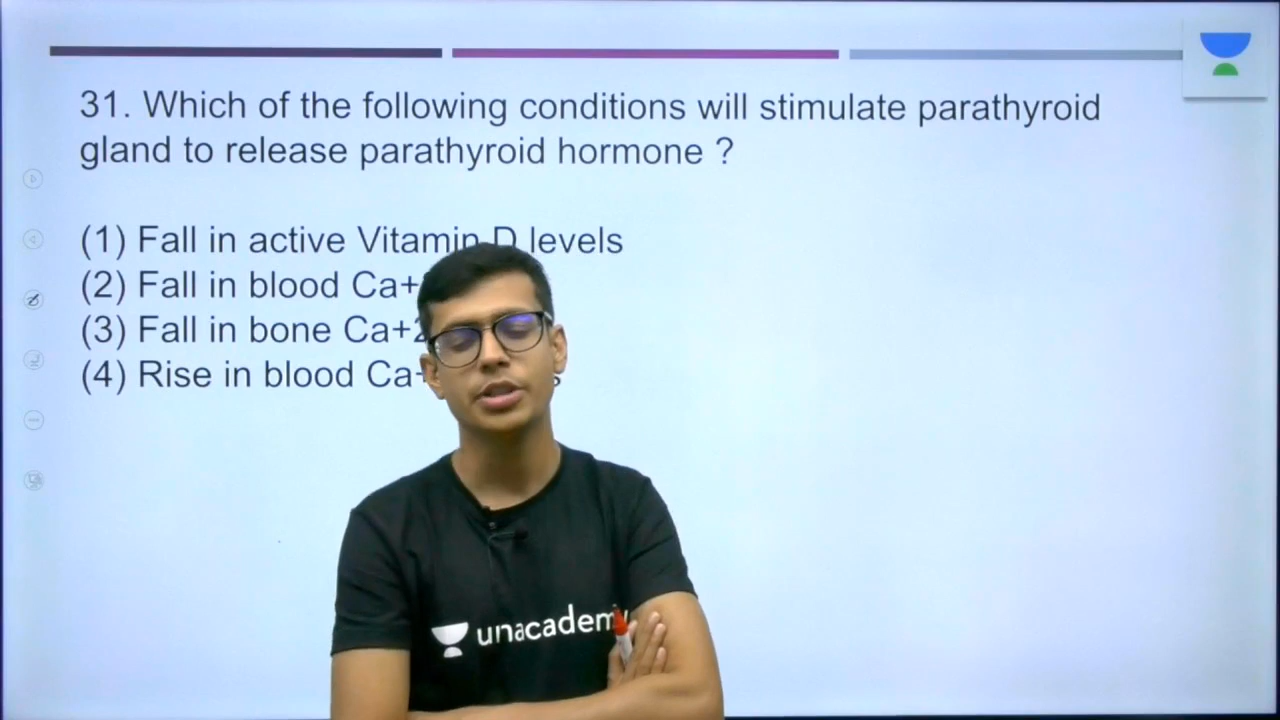 31. Which of the following conditions will stimulate parathyroid
gland to release parathyroid hormone ?
(1) Fall in active Vitamin D levels
(2) Fall in blood Ca+
(3) Fall in bone Ca+2
(4) Rise in blood Ca+
unacademy